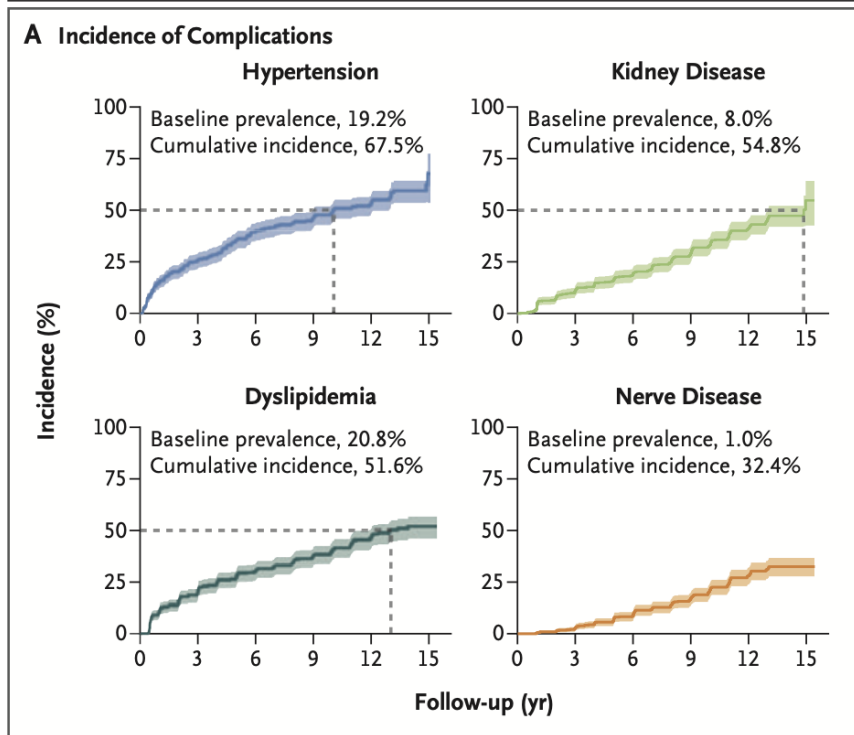 A Incidence of Complications
Hypertension
100
75
50
25
0
Baseline prevalence, 19.2%
Cumulative incidence, 67.5%
0 3 6 9 12 15
Kidney Disease
100
75
50
25
0
Baseline prevalence, 8.0%
Cumulative incidence, 54.8%
0 3 6 9 12 15
Incidence (%)
Dyslipidemia
100
75
50
25
0
Baseline prevalence, 20.8%
Cumulative incidence, 51.6%
0 3 6 9 12 15
Nerve Disease
100
75
50
25
0
Baseline prevalence, 1.0%
Cumulative incidence, 32.4%
0 3 6 9 12 15
Follow-up (yr)